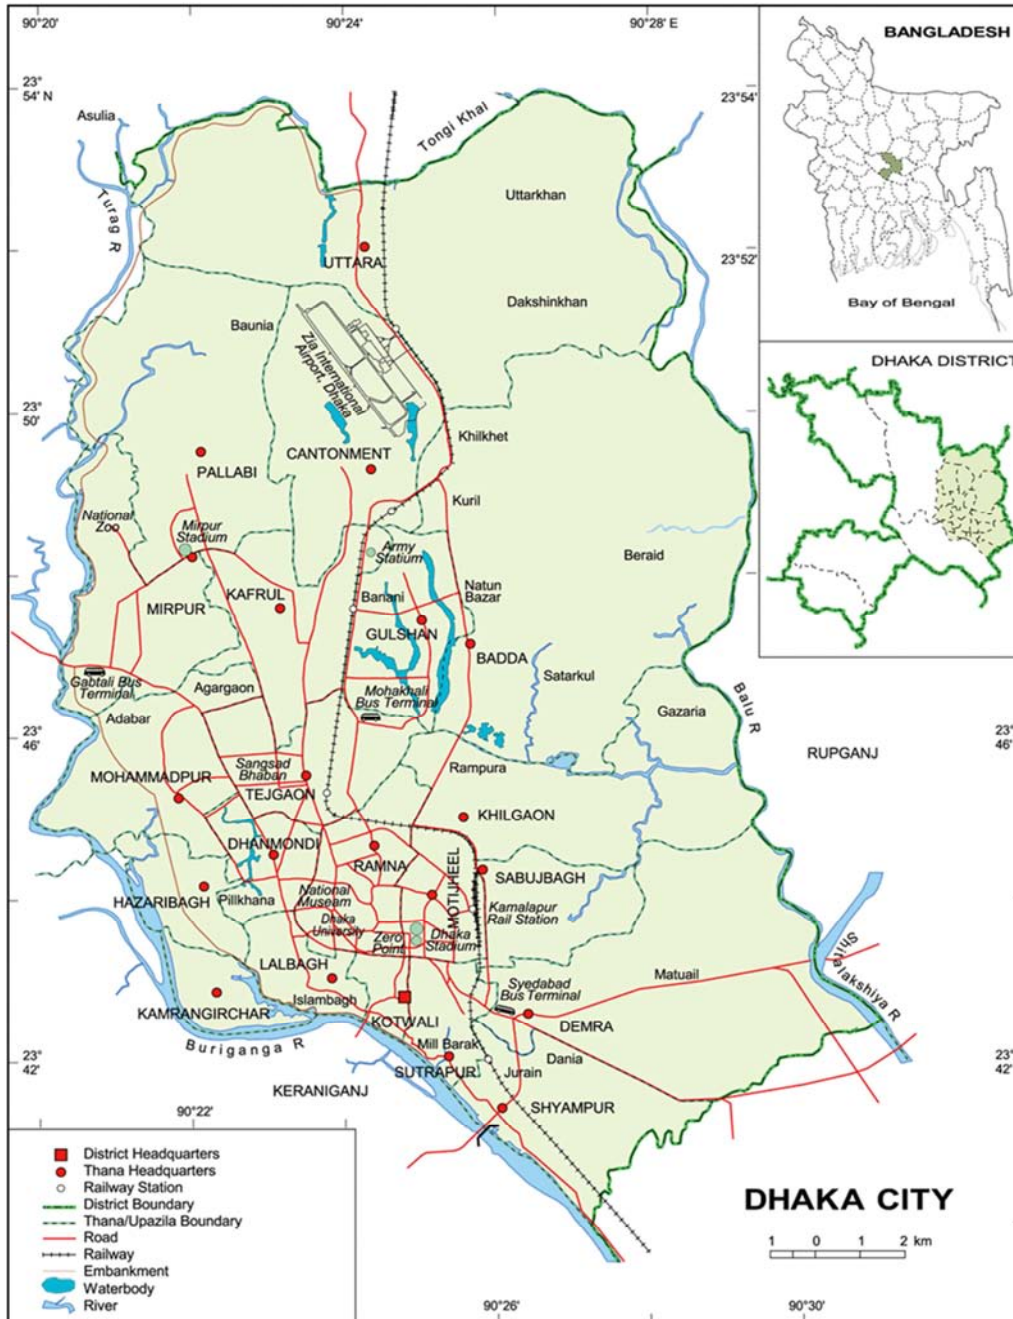 90°20'
90°24'
90°28' E
BANGLADESH
Bay of Bengal
DHAKA DISTRICT
23°
54' N
23°54'
Asulia
Tongi Khal
Turag R
Uttarkhan
UTTARA
23°52'
Dakshinkhan
Baunia
Zia International
Airport, Dhaka
23°
50'
Khilkhet
CANTONMENT
PALLABI
Kuril
National
Zoo
Mirpur
Stadium
Army
Statium
Beraid
KAFRUL
Banani
Natun
Bazar
MIRPUR
GULSHAN
BADDA
Satarkul
Gabtali Bus
Terminal
Agargaon
Mohakhali
Bus Terminal
Gazaria
Balu R
Adabar
23°
46'
23°
46'
RUPGANJ
Sangsad
Bhaban
Rampura
MOHAMMADPUR
TEJGAON
KHILGAON
DHANMONDI
RAMNA
MOTIJHEEL
SABUJBAGH
HAZARIBAGH
Pillkhana
National
Museam
Kamalapur
Rail Station
Dhaka
University
Zero
Point
Dhaka
Stadium
LALBAGH
Syedabad
Bus Terminal
Matuail
Shitalakshiya R
Islambagh
KAMRANGIRCHAR
KOTWALI
DEMRA
Buriganga R
Mill Barak
Dania
23°
42'
23°
42'
SUTRAPUR
Jurain
KERANIGANJ
SHYAMPUR
90°22'
District Headquarters
Thana Headquarters
Railway Station
District Boundary
Thana/Upazila Boundary
Road
Railway
Embankment
Waterbody
River
DHAKA CITY
1 0 1 2 km
90°26'
90°30'